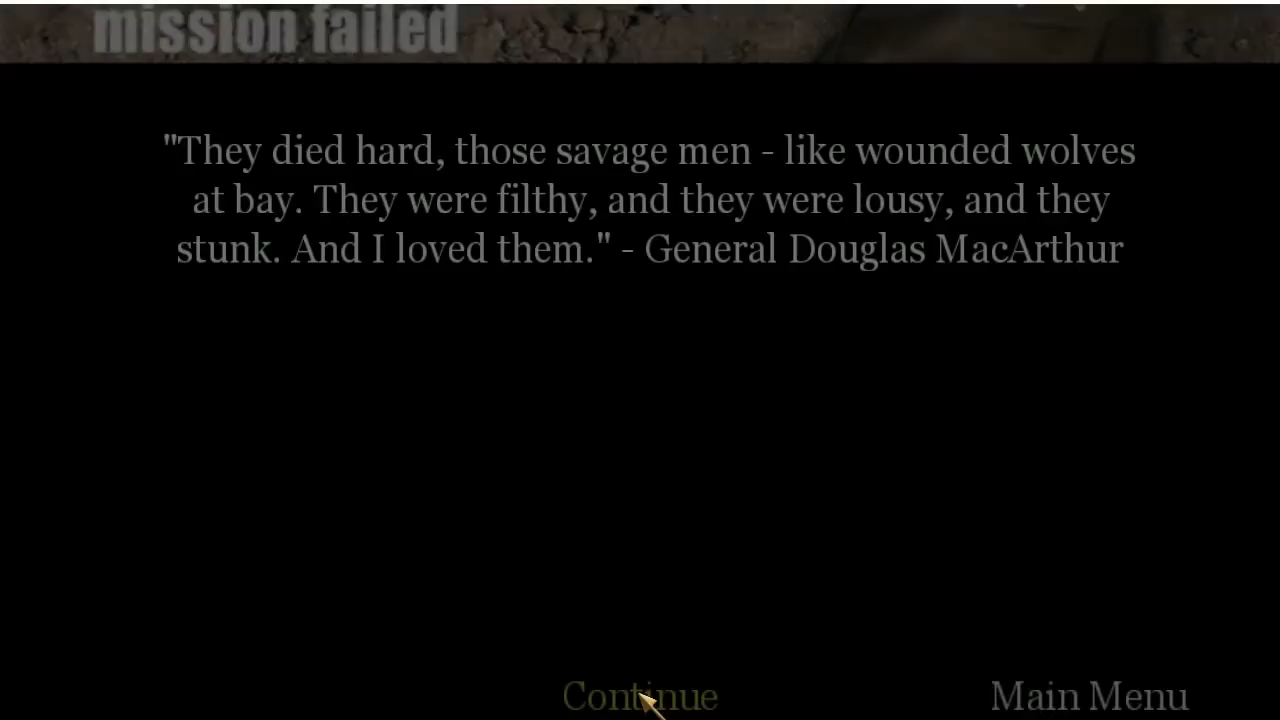 mission failed
"They died hard, those savage men - like wounded wolves
at bay. They were filthy, and they were lousy, and they
stunk. And I loved them." - General Douglas MacArthur
Continue
Main Menu